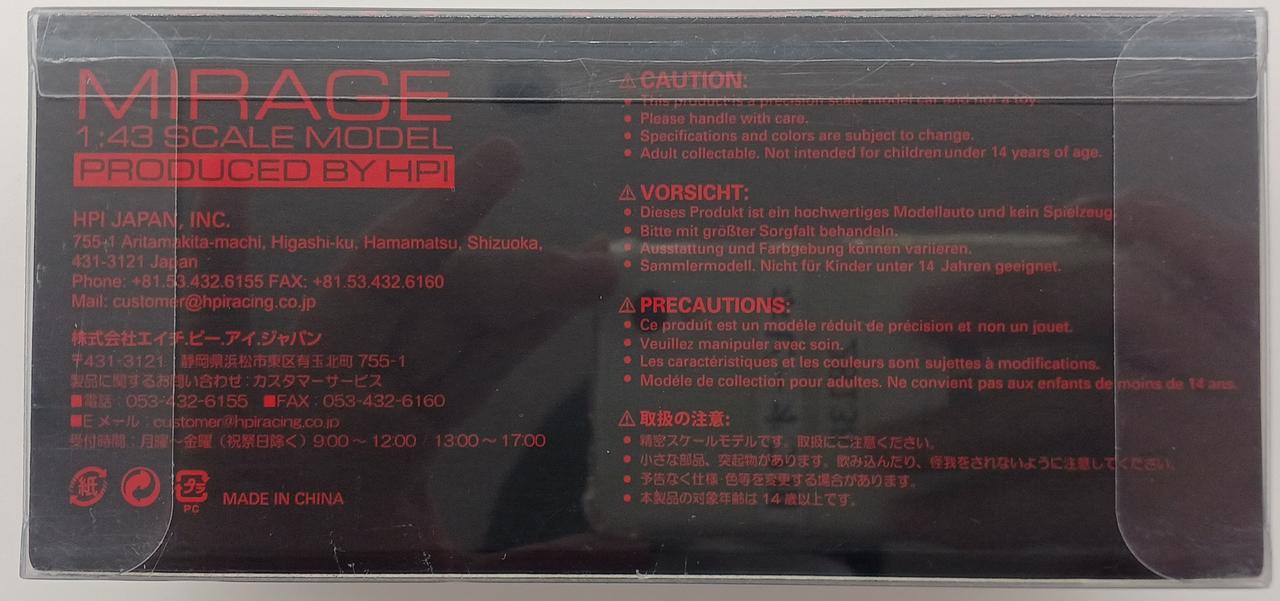 MIRAGE
1:43 SCALE MODEL
PRODUCED BY HPI
HPI JAPAN, INC.
755-1 Aritamakita-machi, Higashi-ku, Hamamatsu, Shizuoka,
431-3121 Japan
Phone: +81.53.432.6155 FAX: +81.53.432.6160
Mail: customer@hpiracing.co.jp
株式会社エイチ.ピー.アイ.ジャパン
〒431-3121 静岡県浜松市東区有玉北町 755-1
製品に関するお問い合わせ:カスタマーサービス
■電話:053-432-6155 ■FAX:053-432-6160
■E メール:customer@hpiracing.co.jp
受付時間:月曜〜金曜(祝祭日除く)9:00〜12:00 / 13:00〜17:00
紙
プラ
PC
MADE IN CHINA
⚠ CAUTION:
• This product is a precision scale model car and not a toy.
• Please handle with care.
• Specifications and colors are subject to change.
• Adult collectable. Not intended for children under 14 years of age.
⚠ VORSICHT:
• Dieses Produkt ist ein hochwertiges Modellauto und kein Spielzeug.
• Bitte mit größter Sorgfalt behandeln.
• Ausstattung und Farbgebung können variieren.
• Sammlermodell. Nicht für Kinder unter 14 Jahren geeignet.
⚠ PRECAUTIONS:
• Ce produit est un modéle réduit de précision et non un jouet.
• Veuillez manipuler avec soin.
• Les caractéristiques et les couleurs sont sujettes à modifications.
• Modéle de collection pour adultes. Ne convient pas aux enfants de moins de 14 ans.
⚠ 取扱の注意:
• 精密スケールモデルです。取扱にご注意ください。
• 小さな部品、突起物があります。飲み込んだり、怪我をされないように注意してください。
• 予告なく仕様・色等を変更する場合があります。
• 本製品の対象年齢は 14 歳以上です。